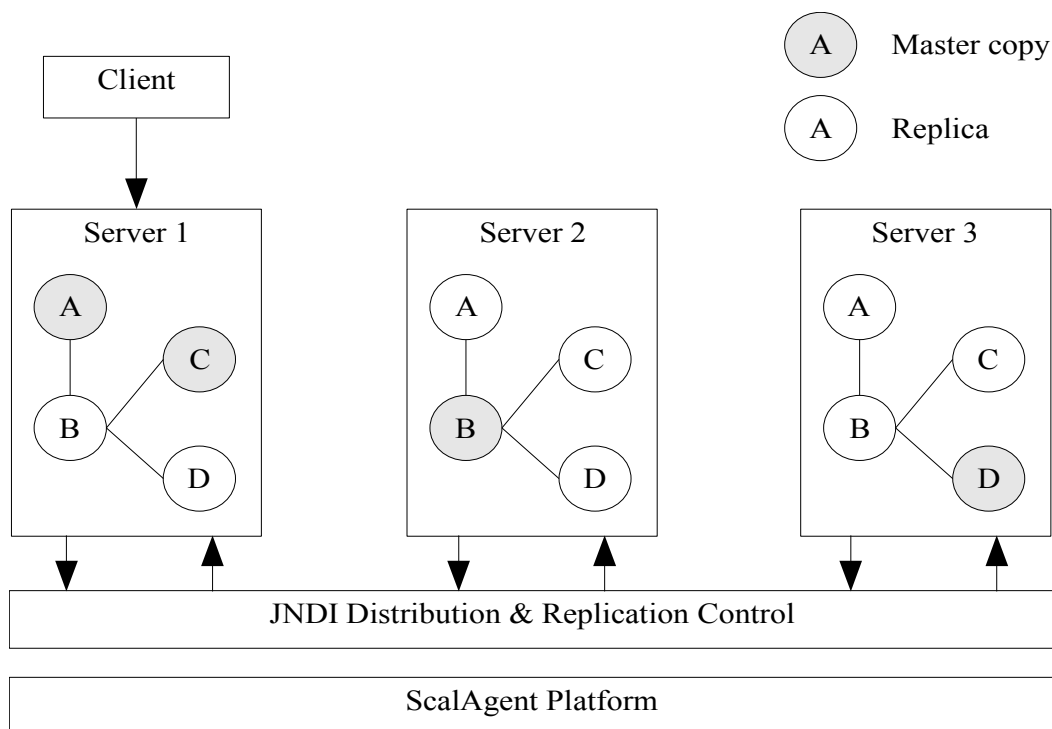 A Master copy
Client
A Replica
Server 1 Server 2 Server 3
A A A
C C C
B B B
D D D
JNDI Distribution & Replication Control
ScalAgent Platform